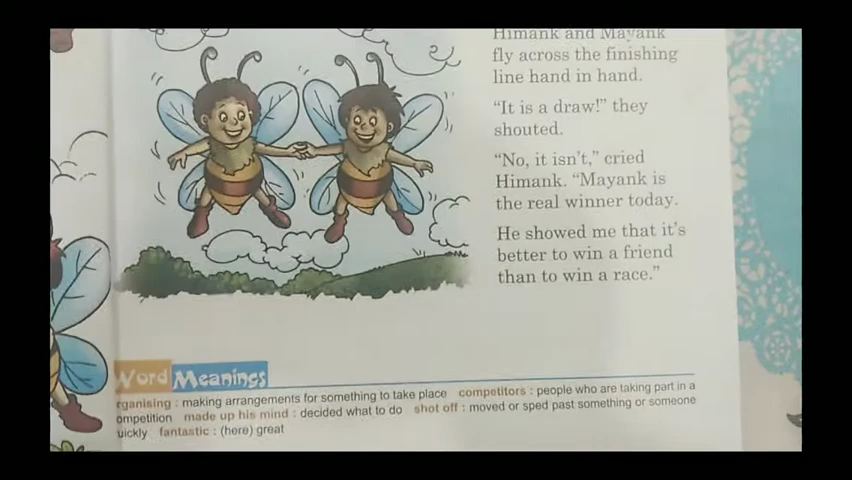 Himank and Mayank
fly across the finishing
line hand in hand.
“It is a draw!” they
shouted.
“No, it isn’t,” cried
Himank. “Mayank is
the real winner today.
He showed me that it’s
better to win a friend
than to win a race.”
Word Meanings
rganising : making arrangements for something to take place competitors : people who are taking part in a
ompetition made up his mind : decided what to do shot off : moved or sped past something or someone
uickly fantastic : (here) great